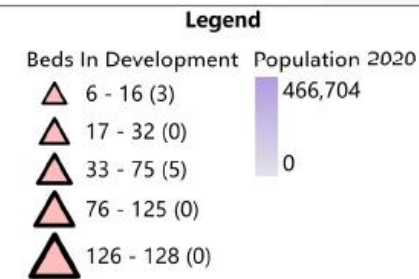 Legend
Beds In Development
6 - 16 (3)
17 - 32 (0)
33 - 75 (5)
76 - 125 (0)
126 - 128 (0)
Population 2020
466,704
0